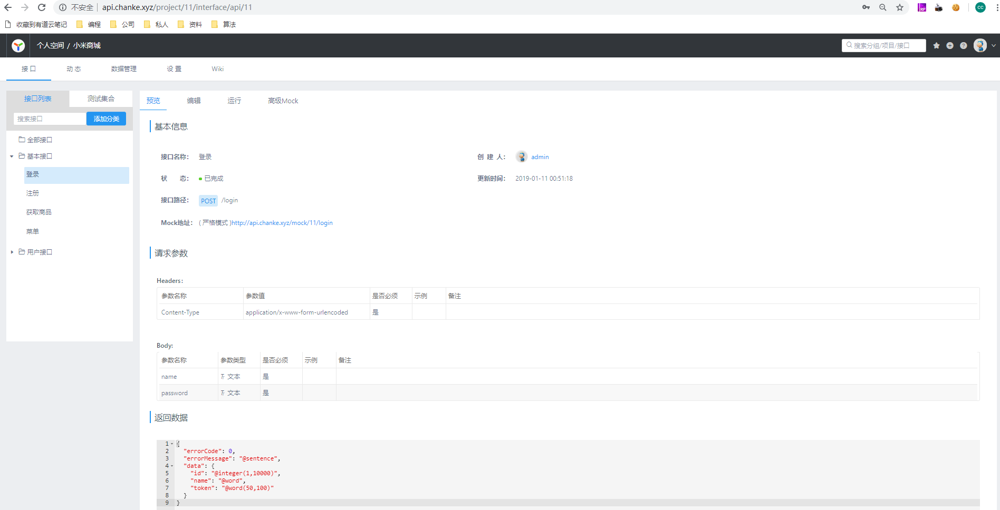 不安全 | api.chanke.xyz/project/11/interface/api/11
收藏到有道云笔记 编程 公司 私人 资料 算法
个人空间 / 小米商城 搜索分组/项目/接口
接 口 动 态 数据管理 设 置 Wiki
接口列表 测试集合
搜索接口 添加分类
全部接口
基本接口
登录
注册
获取商品
菜单
用户接口
预览 编辑 运行 高级Mock
基本信息
接口名称： 登录 创 建 人： admin
状 态： 已完成 更新时间： 2019-01-11 00:51:18
接口路径： POST /login
Mock地址： ( 严格模式 )http://api.chanke.xyz/mock/11/login
请求参数
Headers：
参数名称 参数值 是否必须 示例 备注
Content-Type application/x-www-form-urlencoded 是
Body:
参数名称 参数类型 是否必须 示例 备注
name 文本 是
password 文本 是
返回数据
1 {
2 "errorCode": 0,
3 "errorMessage": "@sentence",
4 "data": {
5 "id": "@integer(1,10000)",
6 "name": "@word",
7 "token": "@word(50,100)"
8 }
9 }
RP
CC